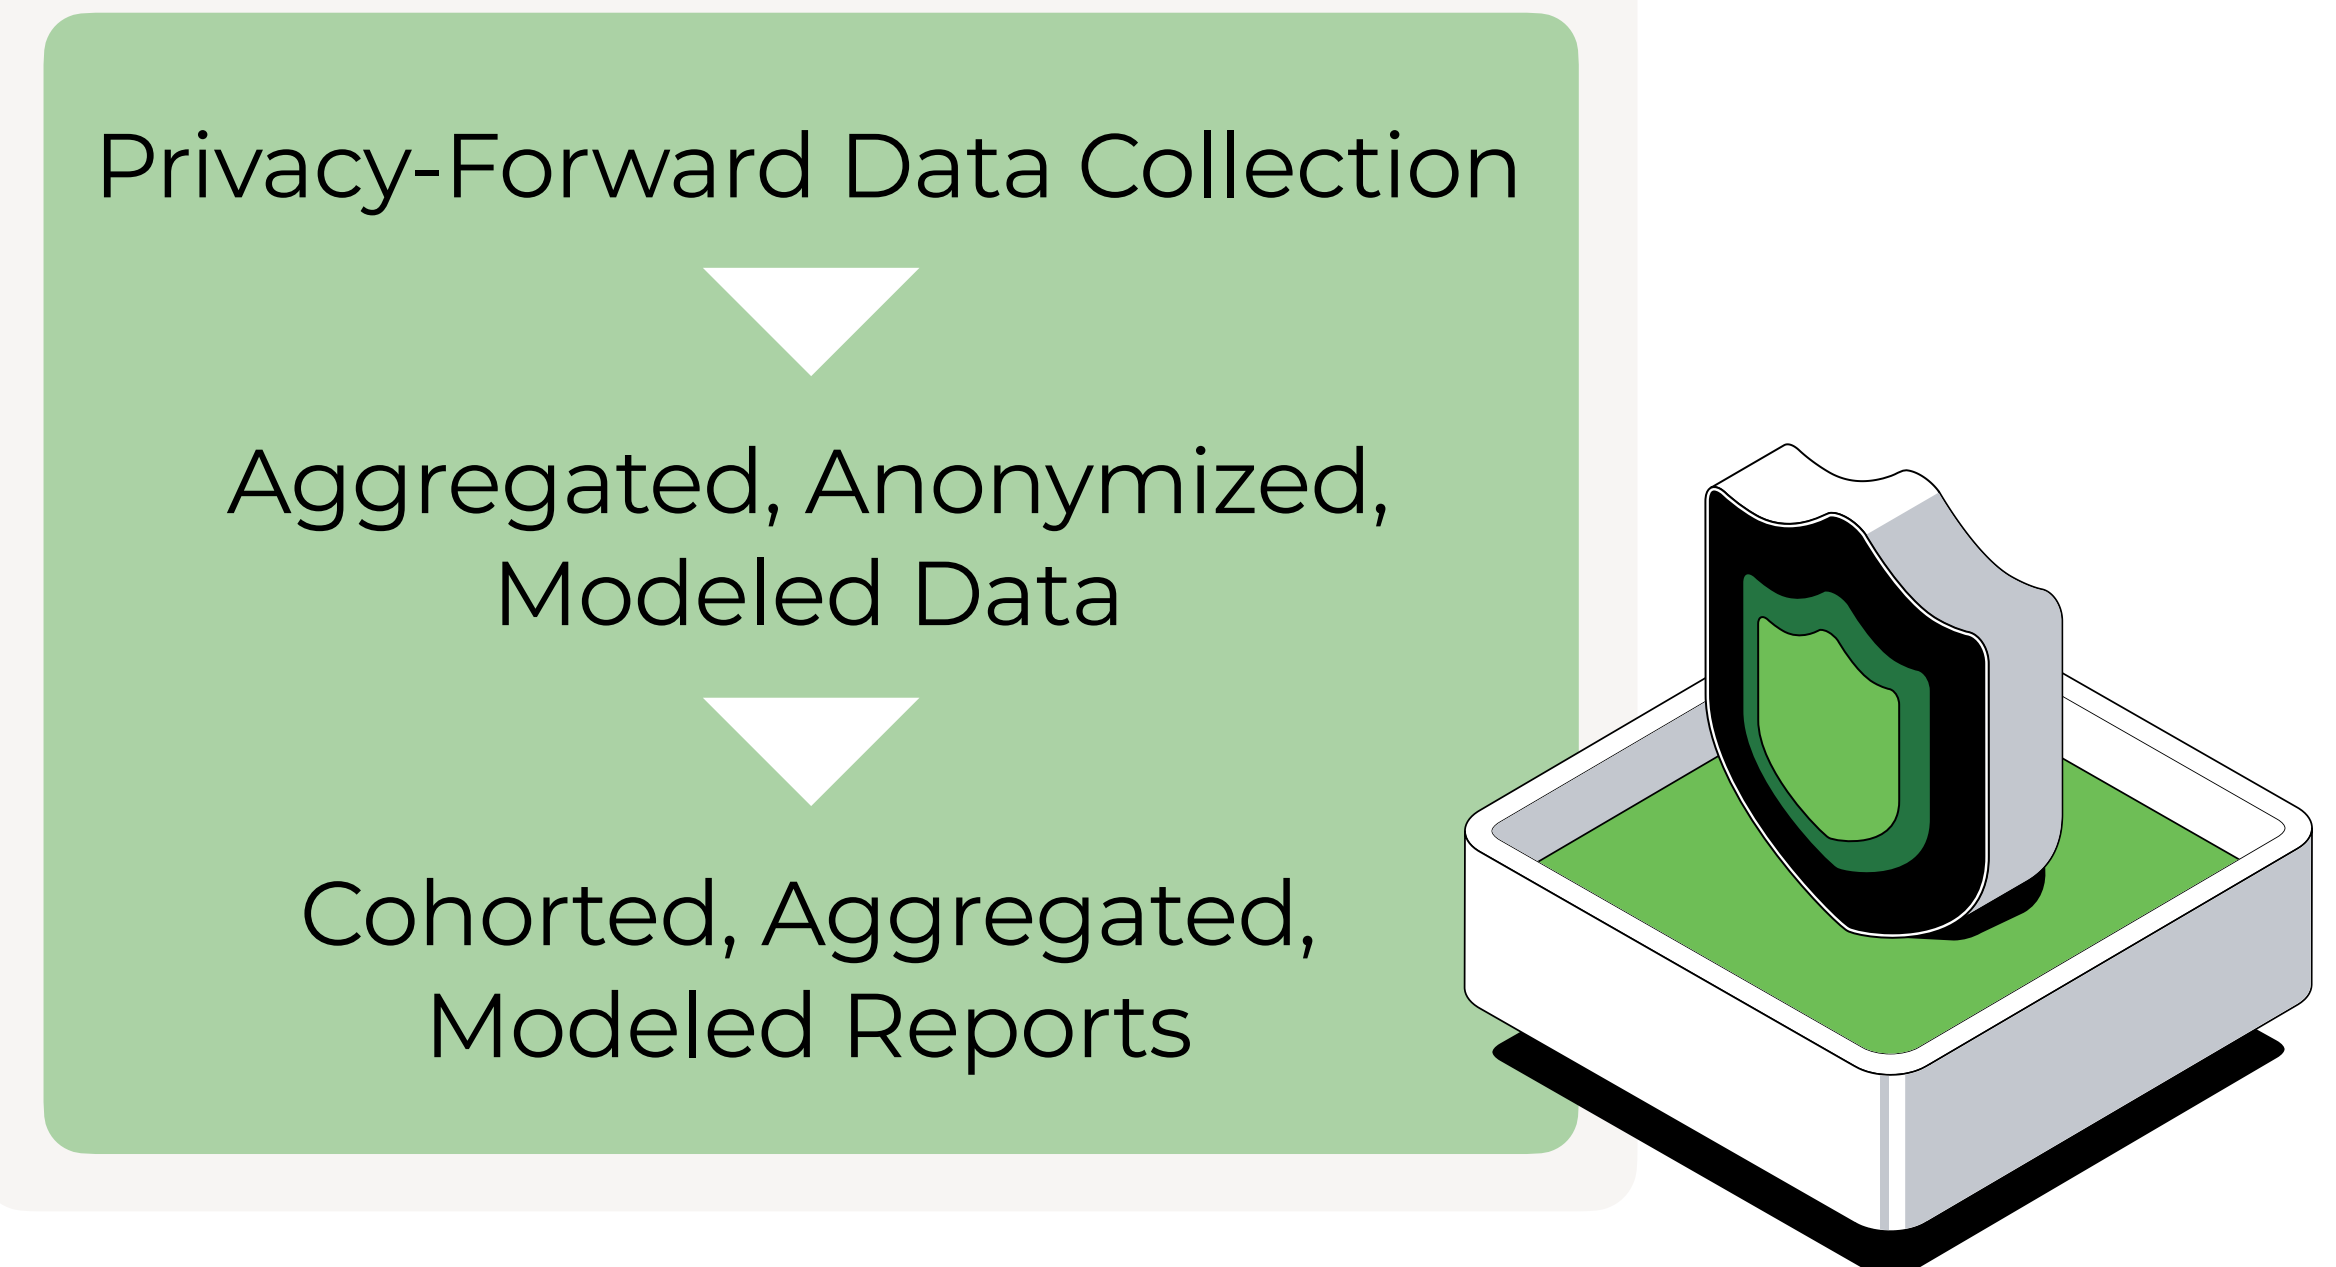 Privacy-Forward Data Collection
Aggregated, Anonymized,
Modeled Data
Cohorted, Aggregated,
Modeled Reports